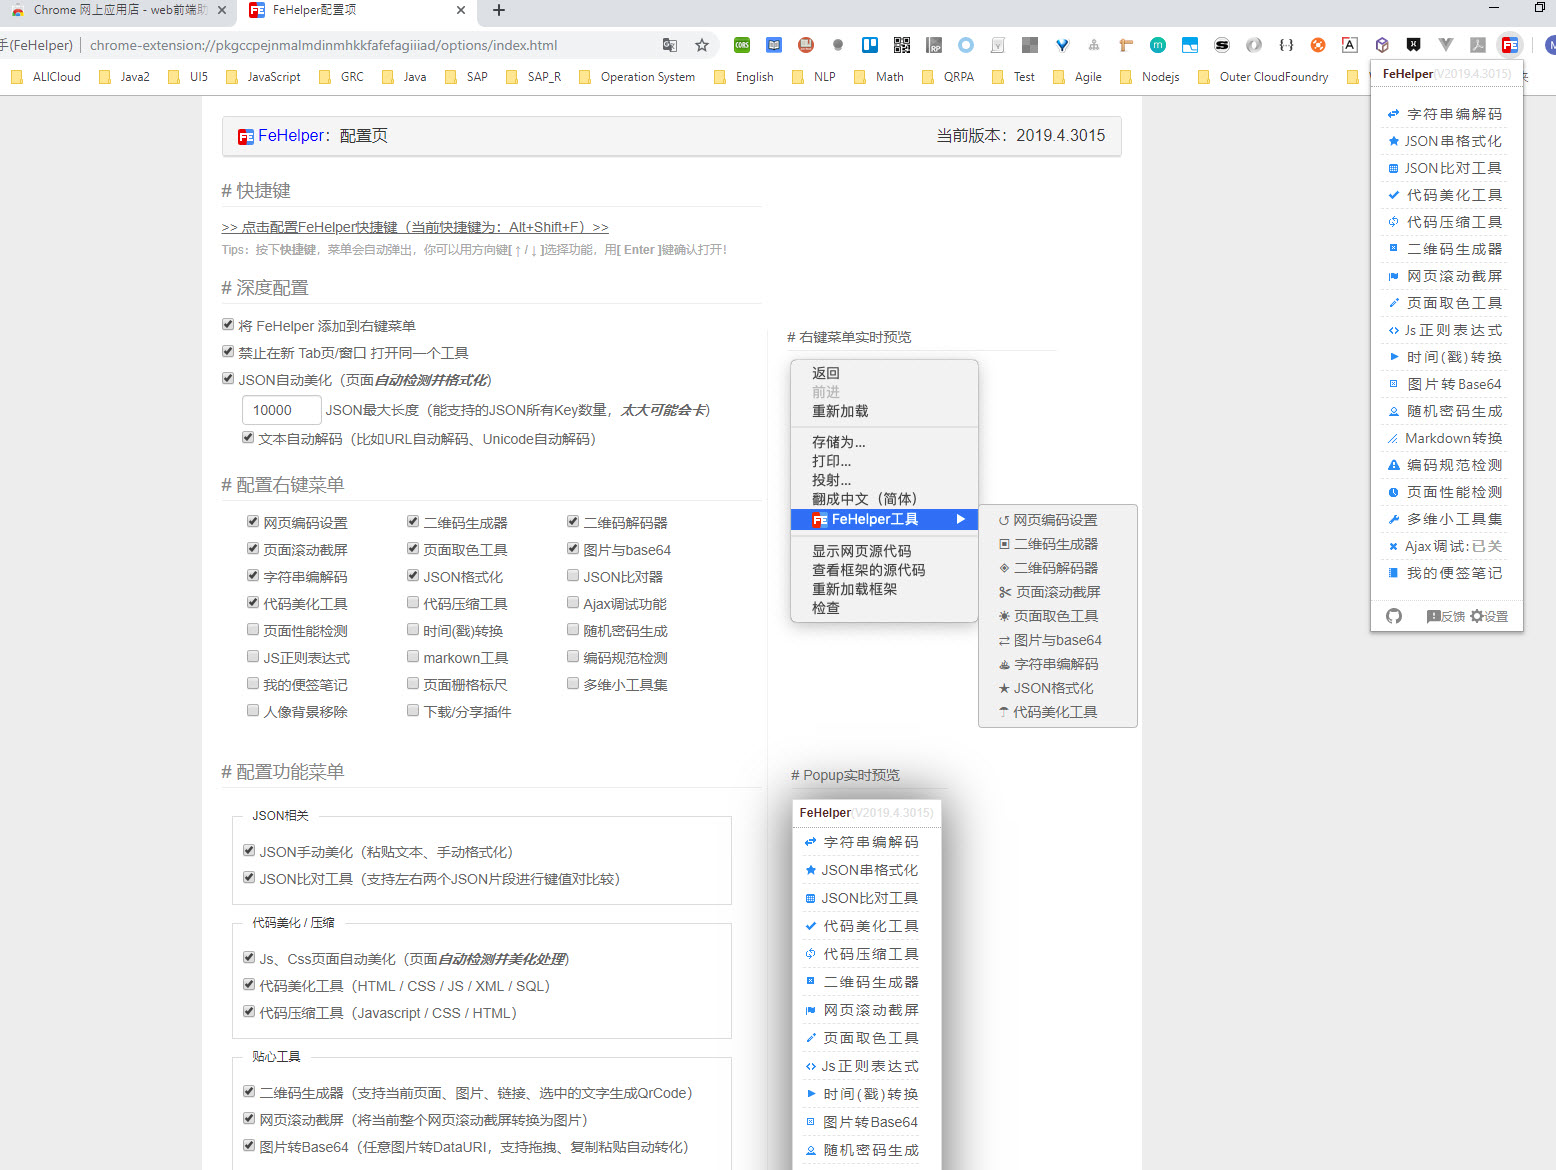 Chrome 网上应用店 - web前端助
FeHelper配置项
手(FeHelper)
chrome-extension://pkgccpejnmalmdinmhkkfafefagiiiad/options/index.html
ALICloud
Java2
UI5
JavaScript
GRC
Java
SAP
SAP_R
Operation System
English
NLP
Math
QRPA
Test
Agile
Nodejs
Outer CloudFoundry
FeHelper：配置页
当前版本：2019.4.3015
# 快捷键
>> 点击配置FeHelper快捷键（当前快捷键为：Alt+Shift+F）>>
Tips：按下快捷键，菜单会自动弹出，你可以用方向键[ ↑ / ↓ ]选择功能，用[ Enter ]键确认打开！
# 深度配置
将 FeHelper 添加到右键菜单
禁止在新 Tab页/窗口 打开同一个工具
JSON自动美化（页面自动检测并格式化）
10000 JSON最大长度（能支持的JSON所有Key数量，太大可能会卡）
文本自动解码（比如URL自动解码、Unicode自动解码）
# 配置右键菜单
网页编码设置
二维码生成器
二维码解码器
页面滚动截屏
页面取色工具
图片与base64
字符串编解码
JSON格式化
JSON比对器
代码美化工具
代码压缩工具
Ajax调试功能
页面性能检测
时间(戳)转换
随机密码生成
JS正则表达式
markown工具
编码规范检测
我的便签笔记
页面栅格标尺
多维小工具集
人像背景移除
下载/分享插件
# 右键菜单实时预览
返回
前进
重新加载
存储为...
打印...
投射...
翻成中文（简体）
FeHelper工具
显示网页源代码
查看框架的源代码
重新加载框架
检查
网页编码设置
二维码生成器
二维码解码器
页面滚动截屏
页面取色工具
图片与base64
字符串编解码
JSON格式化
代码美化工具
# 配置功能菜单
JSON相关
JSON手动美化（粘贴文本、手动格式化）
JSON比对工具（支持左右两个JSON片段进行键值对比较）
代码美化 / 压缩
Js、Css页面自动美化（页面自动检测并美化处理）
代码美化工具（HTML / CSS / JS / XML / SQL）
代码压缩工具（Javascript / CSS / HTML）
贴心工具
二维码生成器（支持当前页面、图片、链接、选中的文字生成QrCode）
网页滚动截屏（将当前整个网页滚动截屏转换为图片）
图片转Base64（任意图片转DataURI，支持拖拽、复制粘贴自动转化）
# Popup实时预览
FeHelper(V2019.4.3015)
字符串编解码
JSON串格式化
JSON比对工具
代码美化工具
代码压缩工具
二维码生成器
网页滚动截屏
页面取色工具
Js正则表达式
时间(戳)转换
图片转Base64
随机密码生成
FeHelper(V2019.4.3015)
字符串编解码
JSON串格式化
JSON比对工具
代码美化工具
代码压缩工具
二维码生成器
网页滚动截屏
页面取色工具
Js正则表达式
时间(戳)转换
图片转Base64
随机密码生成
Markdown转换
编码规范检测
页面性能检测
多维小工具集
Ajax调试:已关
我的便签笔记
反馈
设置